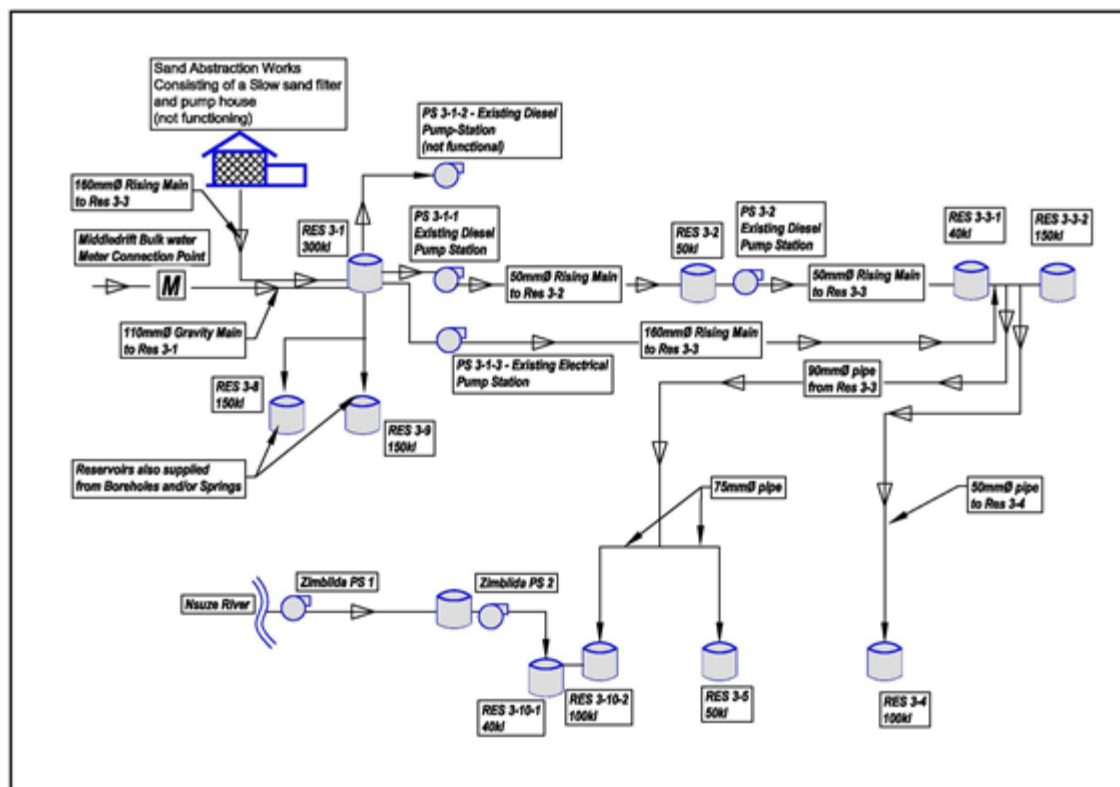 Sand Abstraction Works
Consisting of a Slow sand filter
and pump house
(not functioning)
PS 3-1-2 - Existing Diesel
Pump-Station
(not functional)
160mmØ Rising Main
to Res 3-3
RES 3-1
300kl
PS 3-1-1
Existing Diesel
Pump Station
RES 3-2
50kl
PS 3-2
Existing Diesel
Pump Station
RES 3-3-1
40kl
RES 3-3-2
150kl
Middledrift Bulk water
Meter Connection Point
M
50mmØ Rising Main
to Res 3-2
50mmØ Rising Main
to Res 3-3
110mmØ Gravity Main
to Res 3-1
160mmØ Rising Main
to Res 3-3
PS 3-1-3 - Existing Electrical
Pump Station
90mmØ pipe
from Res 3-3
RES 3-8
150kl
RES 3-9
150kl
Reservoirs also supplied
from Boreholes and/or Springs
75mmØ pipe
50mmØ pipe
to Res 3-4
Nsuze River
Zimbilda PS 1
Zimbilda PS 2
RES 3-10-1
40kl
RES 3-10-2
100kl
RES 3-5
50kl
RES 3-4
100kl